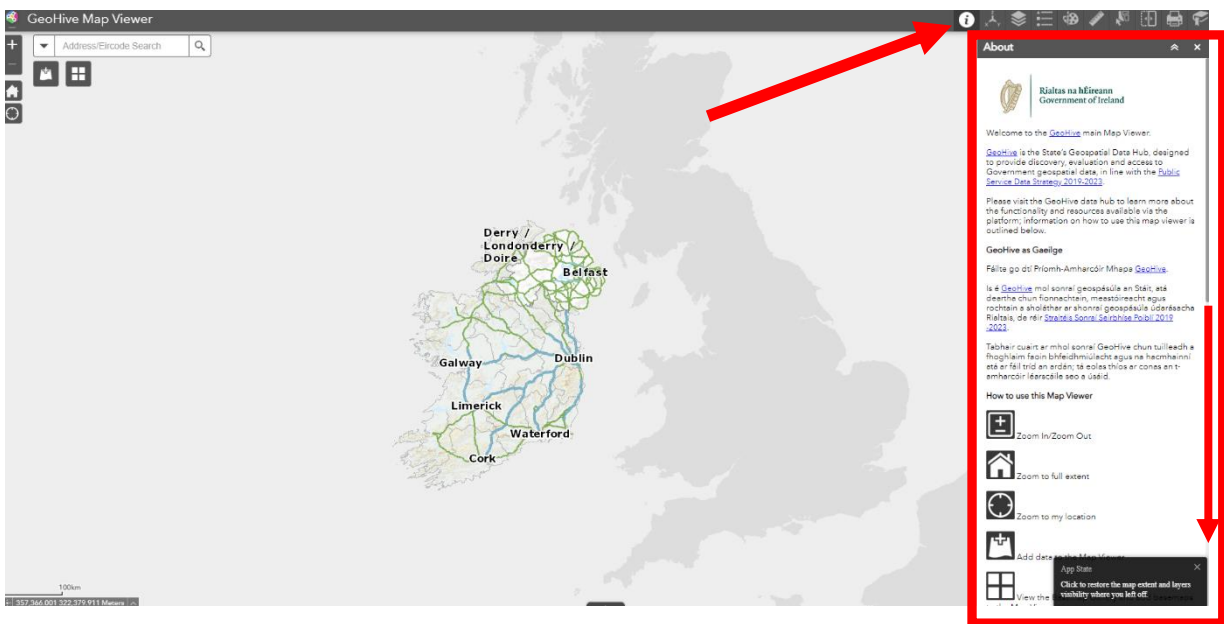 GeoHive Map Viewer
Address/Eircode Search
Derry /
Londonderry /
Doire
Belfast
Galway
Dublin
Limerick
Waterford
Cork
100km
357,366.001 322,379.911 Meters
About
Rialtas na hÉireann
Government of Ireland
Welcome to the GeoHive main Map Viewer.
GeoHive is the State's Geospatial Data Hub, designed
to provide discovery, evaluation and access to
Government geospatial data, in line with the Public
Service Data Strategy 2019-2023.
Please visit the GeoHive data hub to learn more about
the functionality and resources available via the
platform; information on how to use this map viewer is
outlined below.
GeoHive as Gaeilge
Fáilte go dtí Príomh-Amharcóir Mhapa GeoHive.
Is é GeoHive mol sonraí geospásúla an Stáit, atá
deartha chun fionnachtain, meastóireacht agus
rochtain a sholáthar ar shonraí geospásúla údarásacha
Rialtais, de réir Straitéis Sonraí Seirbhíse Poiblí 2019
-2023.
Tabhair cuairt ar mhol sonraí GeoHive chun tuilleadh a
fhoghlaim faoin bhfeidhmiúlacht agus na hacmhainní
atá ar fáil tríd an ardán; tá eolas thíos ar conas an t-
amharcóir léarscáile seo a úsáid.
How to use this Map Viewer
Zoom In/Zoom Out
Zoom to full extent
Zoom to my location
Add data to the Map Viewer
View the
App State
Click to restore the map extent and layers
visibility where you left off.